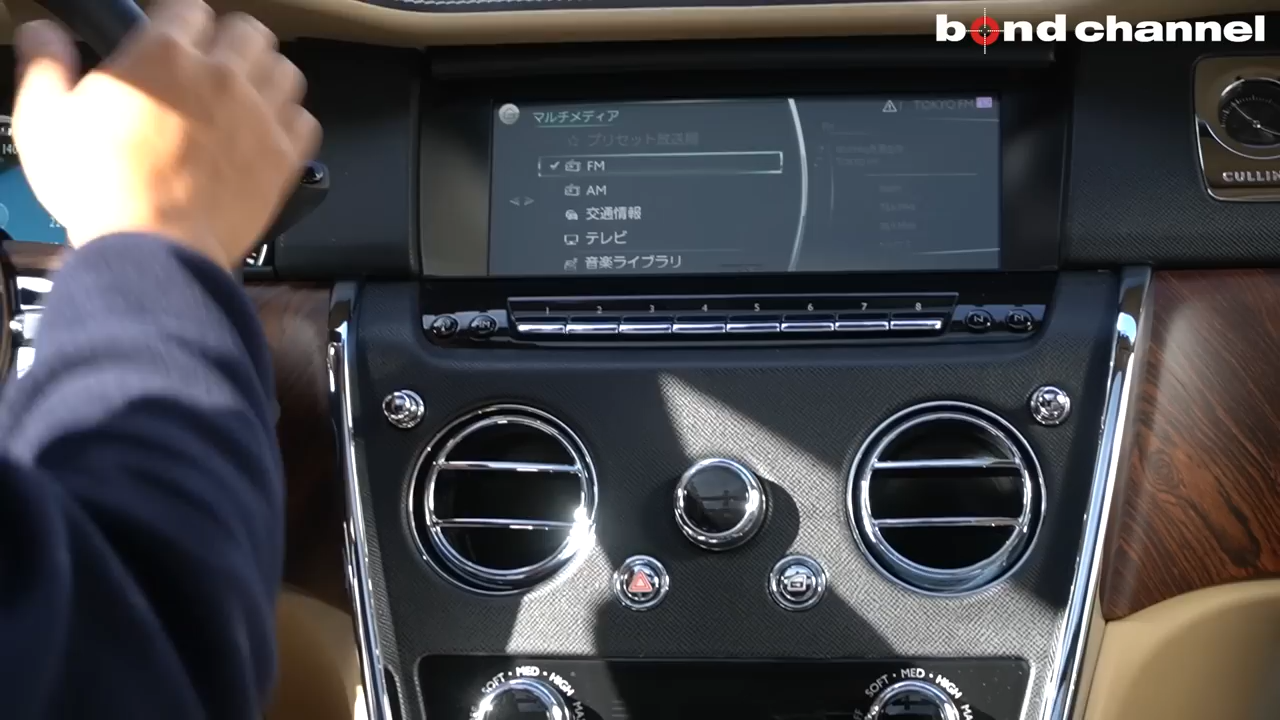 bond channel
マルチメディア
TOKYO FM
プリセット放送局
FM
AM
交通情報
テレビ
音楽ライブラリ
140
1 2 3 4 5 6 7 8
CULLIN
SOFT • MED • HIGH
SOFT • MED • HIGH